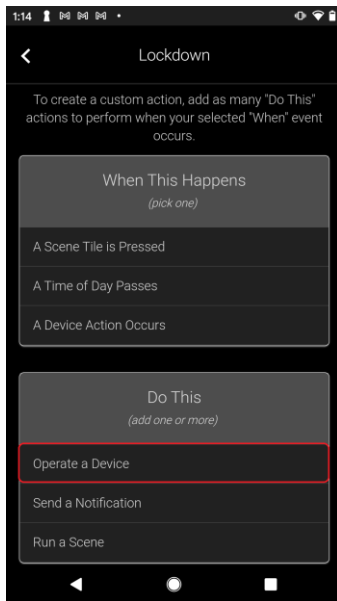 1:14
Lockdown
To create a custom action, add as many "Do This"
actions to perform when your selected "When" event
occurs.
When This Happens
(pick one)
A Scene Tile is Pressed
A Time of Day Passes
A Device Action Occurs
Do This
(add one or more)
Operate a Device
Send a Notification
Run a Scene